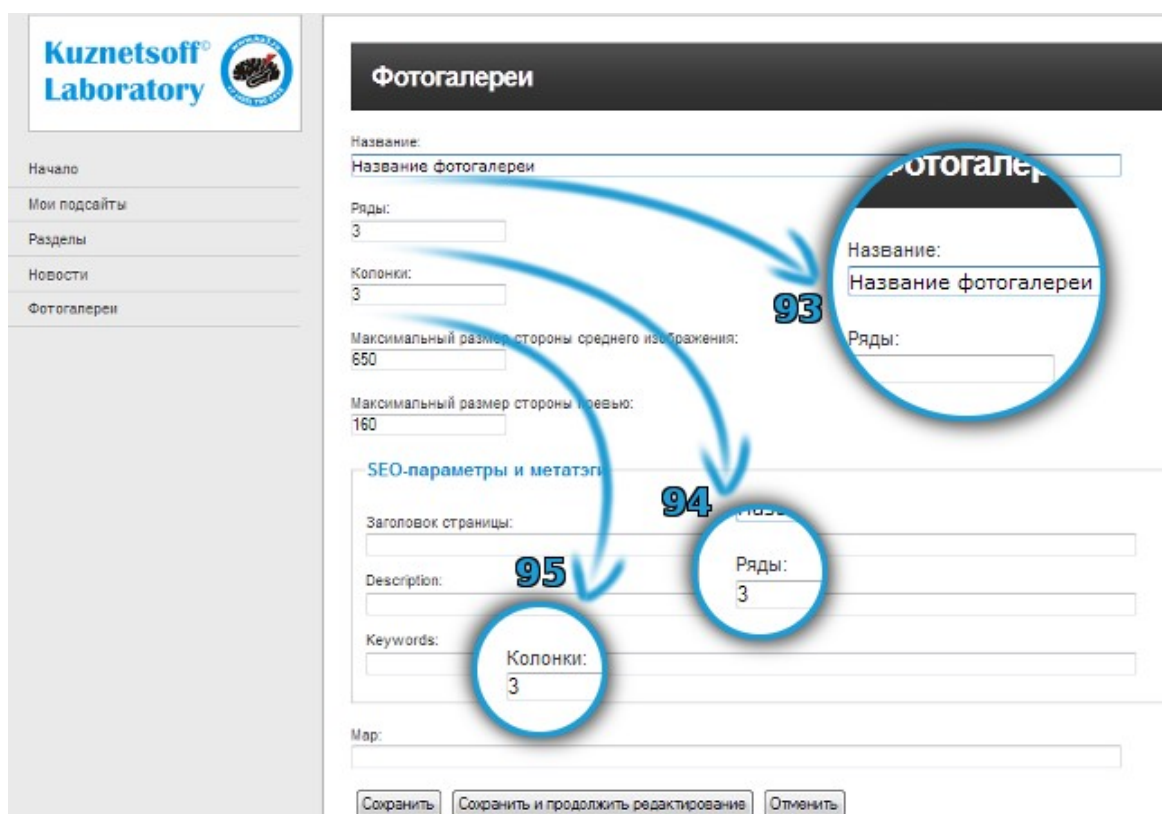 Kuznetsoff©
Laboratory
Начало
Мои подсайты
Разделы
Новости
Фотогалереи
Фотогалереи
Название:
Название фотогалереи
Ряды:
3
Колонки:
3
Максимальный размер стороны среднего изображения:
650
Максимальный размер стороны превью:
160
SEO-параметры и метатэги
Заголовок страницы:
Description:
Keywords:
Map:
Сохранить
Сохранить и продолжить редактирование
Отменить
93
Название:
Название фотогалереи
Ряды:
94
Ряды:
3
95
Колонки:
3